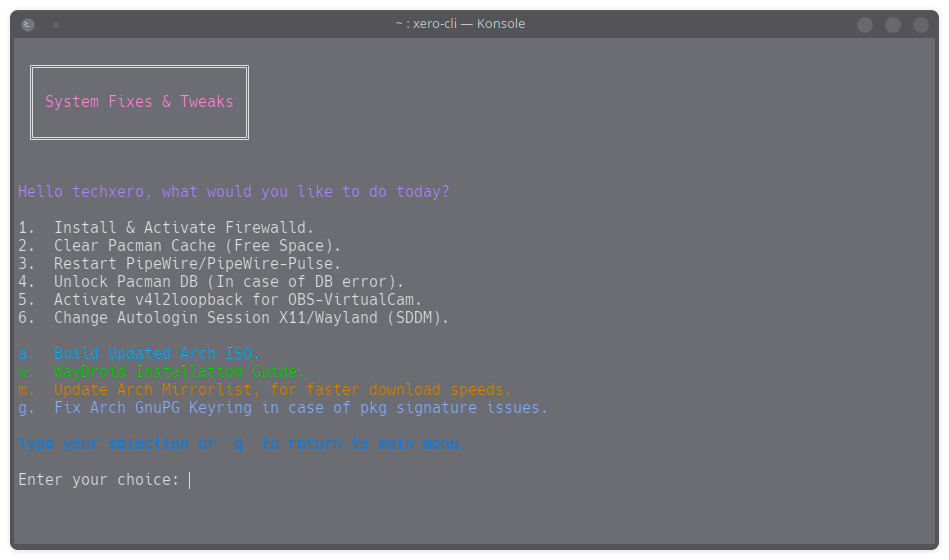 ~ : xero-cli — Konsole
System Fixes & Tweaks
Hello techxero, what would you like to do today?
1. Install & Activate Firewalld.
2. Clear Pacman Cache (Free Space).
3. Restart PipeWire/PipeWire-Pulse.
4. Unlock Pacman DB (In case of DB error).
5. Activate v4l2loopback for OBS-VirtualCam.
6. Change Autologin Session X11/Wayland (SDDM).
a. Build Updated Arch ISO.
w. WayDroid Installation Guide.
m. Update Arch Mirrorlist, for faster download speeds.
g. Fix Arch GnuPG Keyring in case of pkg signature issues.
Type your selection or 'q' to return to main menu.
Enter your choice: